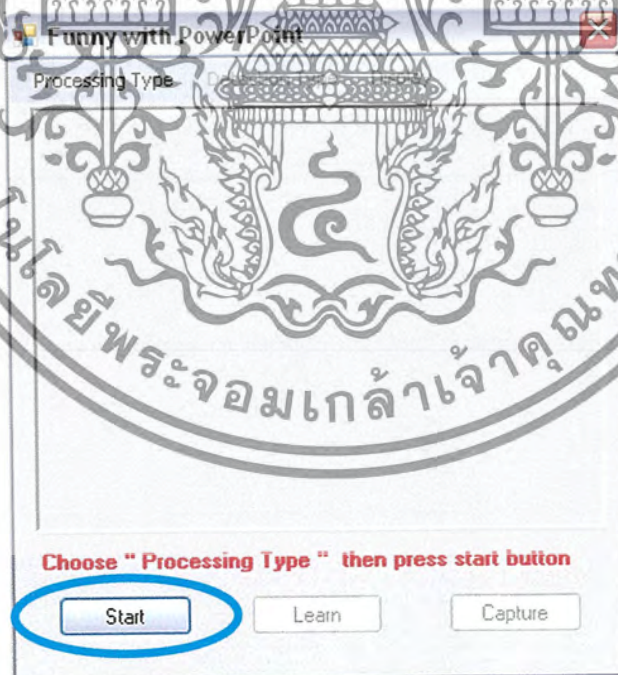 Funny with PowerPoint
Processing Type
โนโลยีพระจอมเกล้าเจ้าคุณท
Choose " Processing Type " then press start button
Start Learn Capture